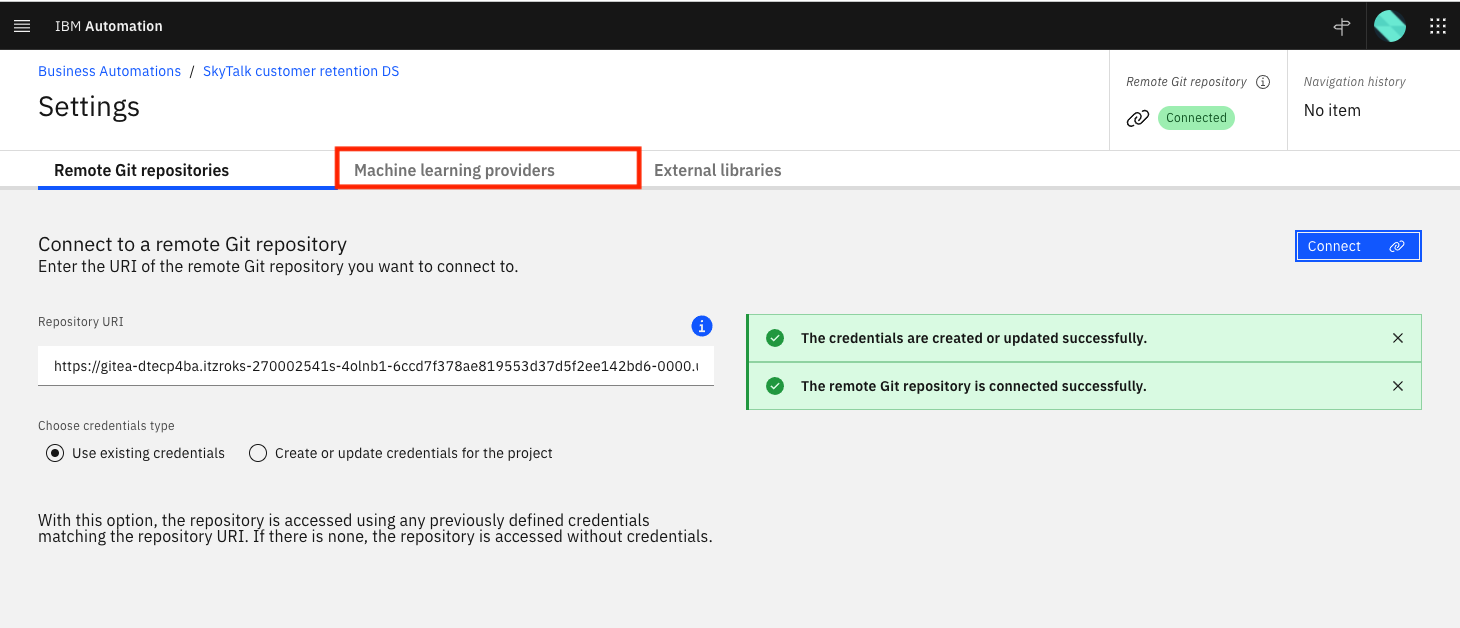 IBM Automation
Business Automations / SkyTalk customer retention DS
Settings
Remote Git repository
Connected
Navigation history
No item
Remote Git repositories
Machine learning providers
External libraries
Connect to a remote Git repository
Enter the URI of the remote Git repository you want to connect to.
Connect
Repository URI
https://gitea-dtecp4ba.itzroks-270002541s-4olnb1-6ccd7f378ae819553d37d5f2ee142bd6-0000.
The credentials are created or updated successfully.
The remote Git repository is connected successfully.
Choose credentials type
Use existing credentials
Create or update credentials for the project
With this option, the repository is accessed using any previously defined credentials
matching the repository URI. If there is none, the repository is accessed without credentials.